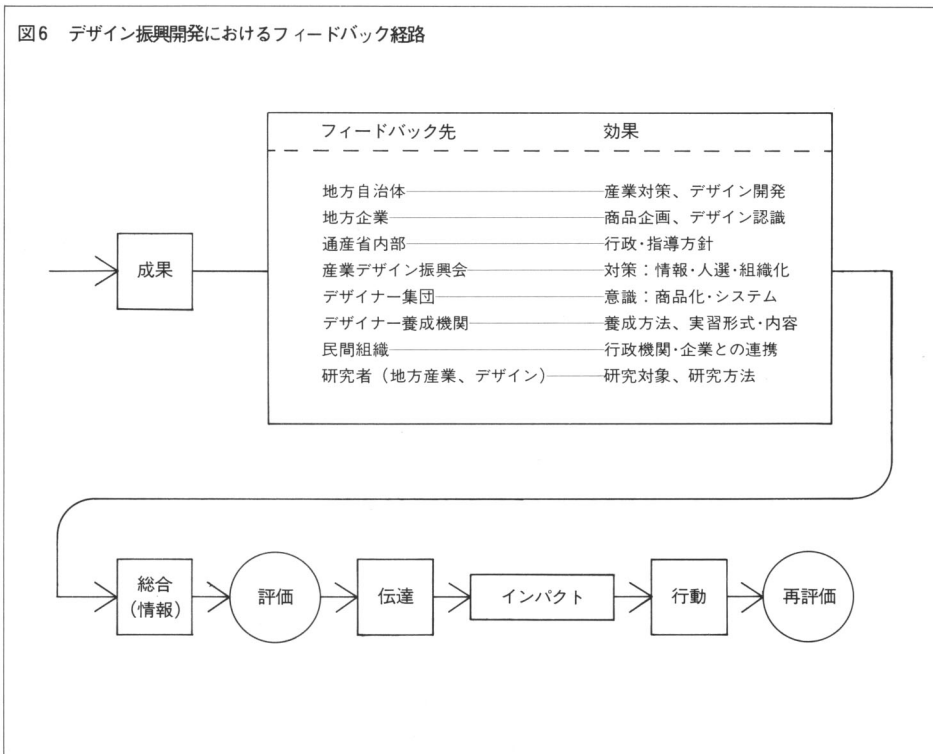 図6 デザイン振興開発におけるフィードバック経路
フィードバック先 効果
地方自治体 産業対策、デザイン開発
地方企業 商品企画、デザイン認識
通産省内部 行政・指導方針
産業デザイン振興会 対策：情報・人選・組織化
デザイナー集団 意識：商品化・システム
デザイナー養成機関 養成方法、実習形式・内容
民間組織 行政機関・企業との連携
研究者（地方産業、デザイン） 研究対象、研究方法
成果
総合
（情報）
評価
伝達
インパクト
行動
再評価